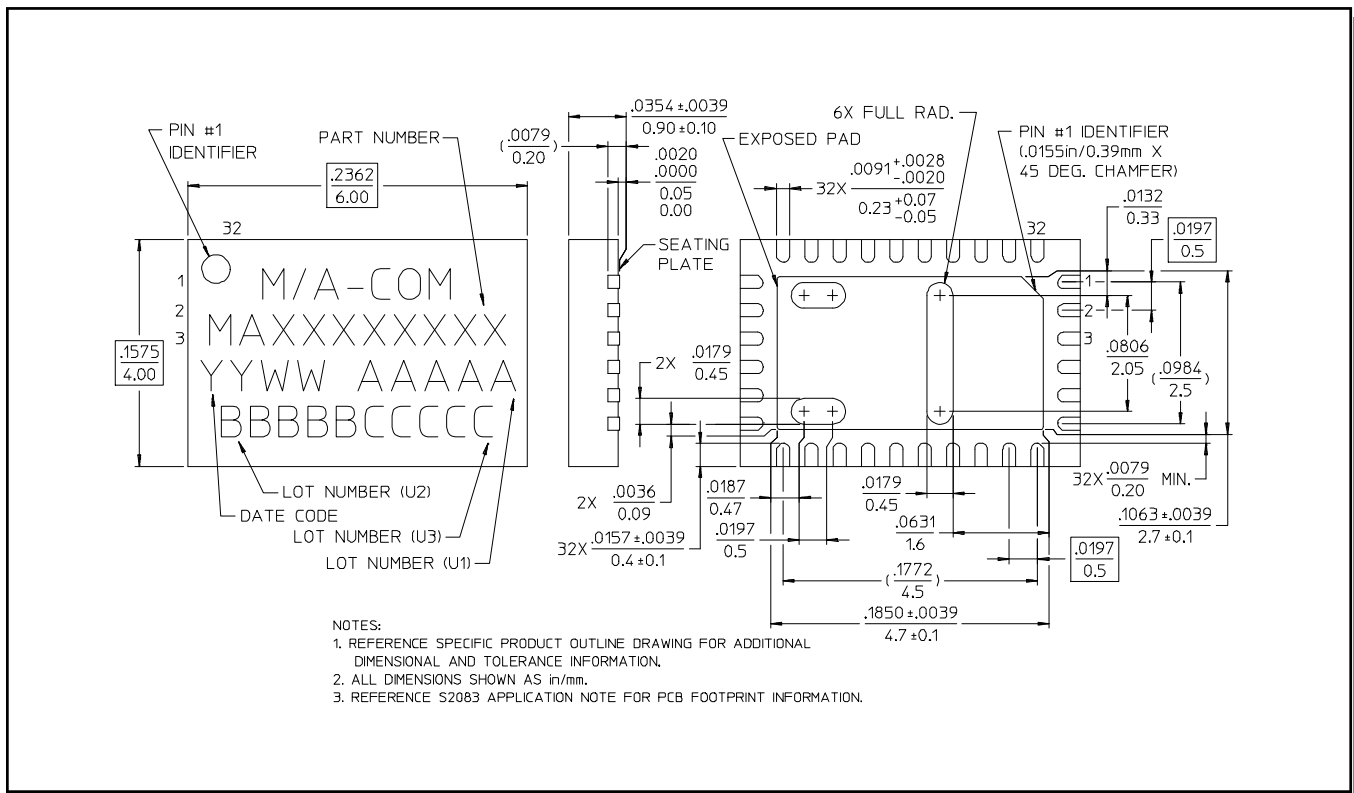 PIN #1
IDENTIFIER
PART NUMBER
.2362
6.00
32
1
2
3
.1575
4.00
M/A-COM
MAXXXXXXXXX
YYWW AAAAA
BBBBBCCCCC
LOT NUMBER (U2)
DATE CODE
LOT NUMBER (U3)
LOT NUMBER (U1)
.0354±.0039
0.90±0.10
(.0079
0.20)
.0020
.0000
0.05
0.00
SEATING
PLATE
2X .0179
0.45
2X .0036
0.09
32X .0157±.0039
0.4±0.1
EXPOSED PAD
6X FULL RAD.
PIN #1 IDENTIFIER
(.0155in/0.39mm X
45 DEG. CHAMFER)
32X .0091 +.0028 -.0020
0.23 +0.07 -0.05
32
.0132
0.33
.0197
0.5
1
2
3
.0806
2.05
(.0984
2.5)
.0187
0.47
.0197
0.5
.0179
0.45
.0631
1.6
32X .0079 MIN.
0.20
.1063±.0039
2.7±0.1
.0197
0.5
(.1772
4.5)
.1850±.0039
4.7±0.1
NOTES:
1. REFERENCE SPECIFIC PRODUCT OUTLINE DRAWING FOR ADDITIONAL
DIMENSIONAL AND TOLERANCE INFORMATION.
2. ALL DIMENSIONS SHOWN AS in/mm.
3. REFERENCE S2083 APPLICATION NOTE FOR PCB FOOTPRINT INFORMATION.